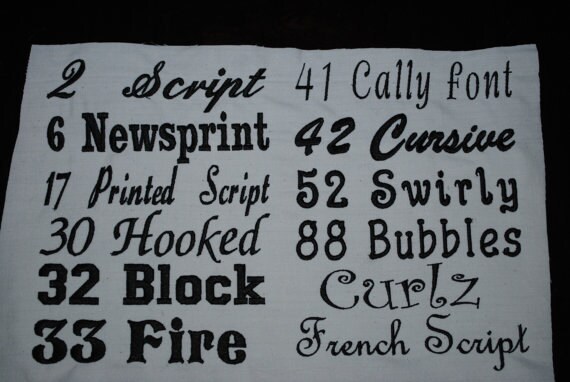 2 Script
6 Newsprint
17 Printed Script
30 Hooked
32 Block
33 Fire
41 Cally font
42 Cursive
52 Swirly
88 Bubbles
Curlz
French Script